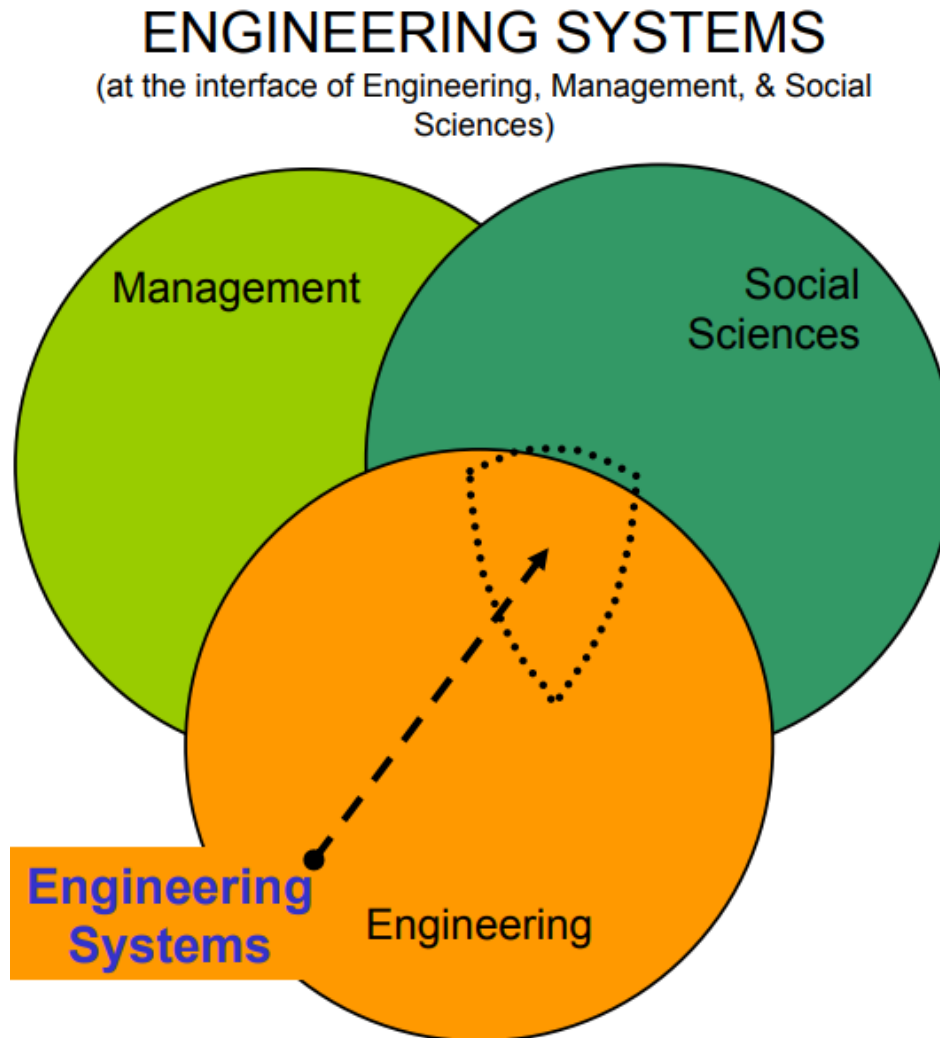 ENGINEERING SYSTEMS
(at the interface of Engineering, Management, & Social
Sciences)
Management
Social
Sciences
Engineering
Systems
Engineering